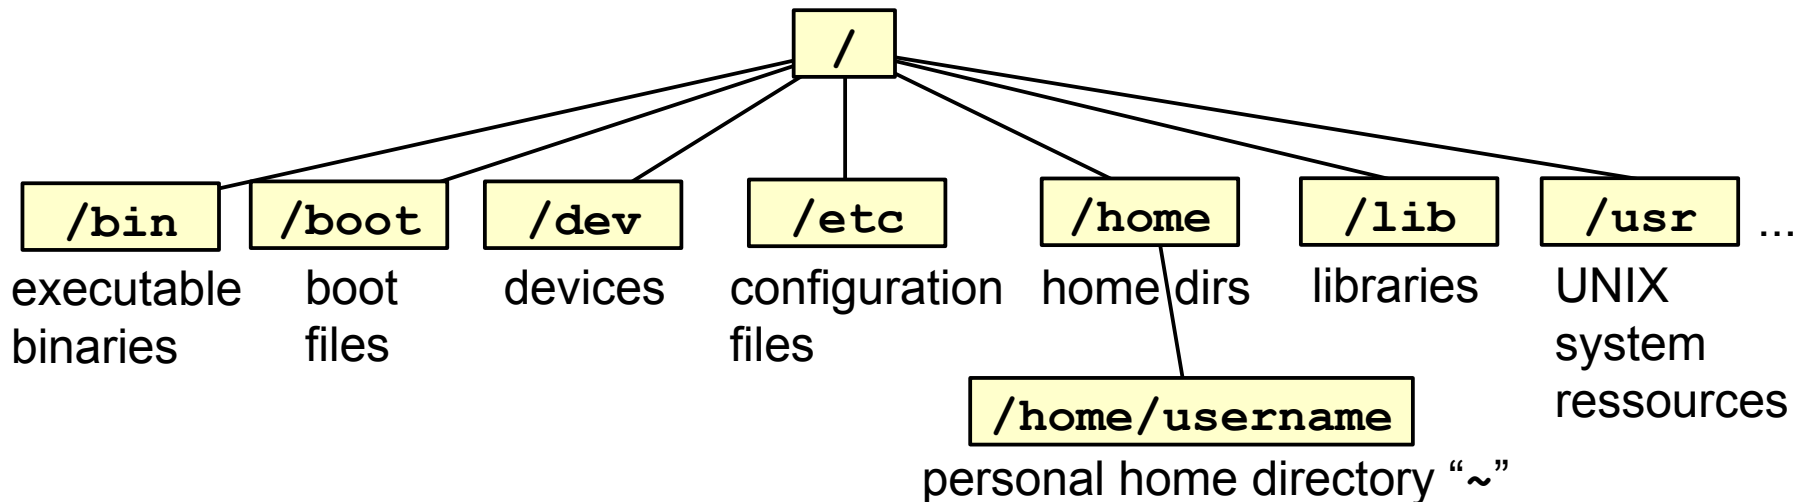 /
/bin /boot /dev /etc /home /lib /usr ...
executable boot devices configuration home dirs libraries UNIX
binaries files files system
ressources
/home/username
personal home directory “~”